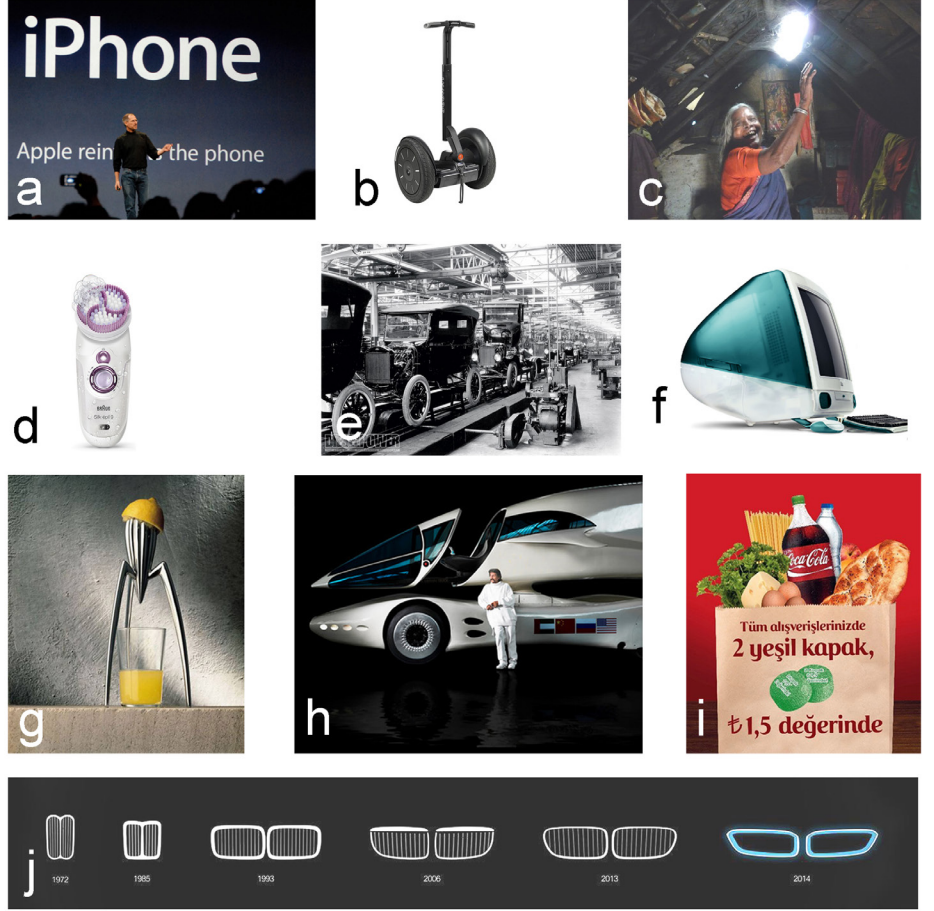 iPhone
Apple rein the phone
a
b
c
BRAUN
d
e
f
g
h
Coca-Cola
Tüm alışverişlerinizde
2 yeşil kapak,
₺1,5 değerinde
i
j
1972
1985
1993
2006
2013
2014